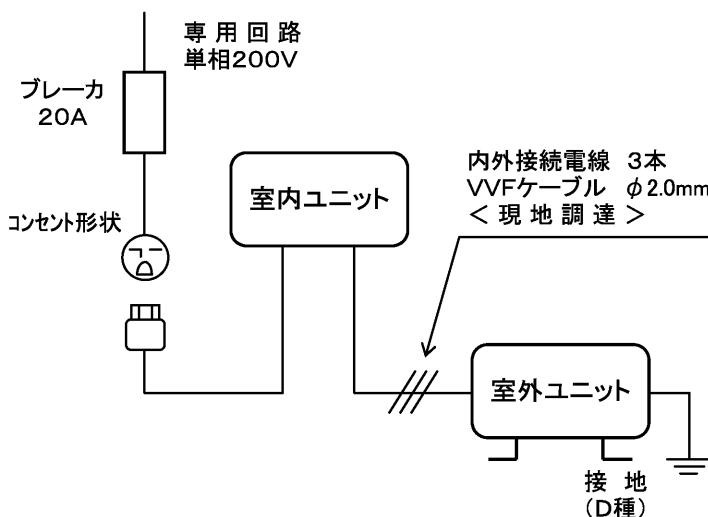 専用回路
単相200V
ブレーカ
20A
コンセント形状
室内ユニット
内外接続電線 3本
VVFケーブル φ2.0mm
<現地調達>
室外ユニット
接地
(D種)